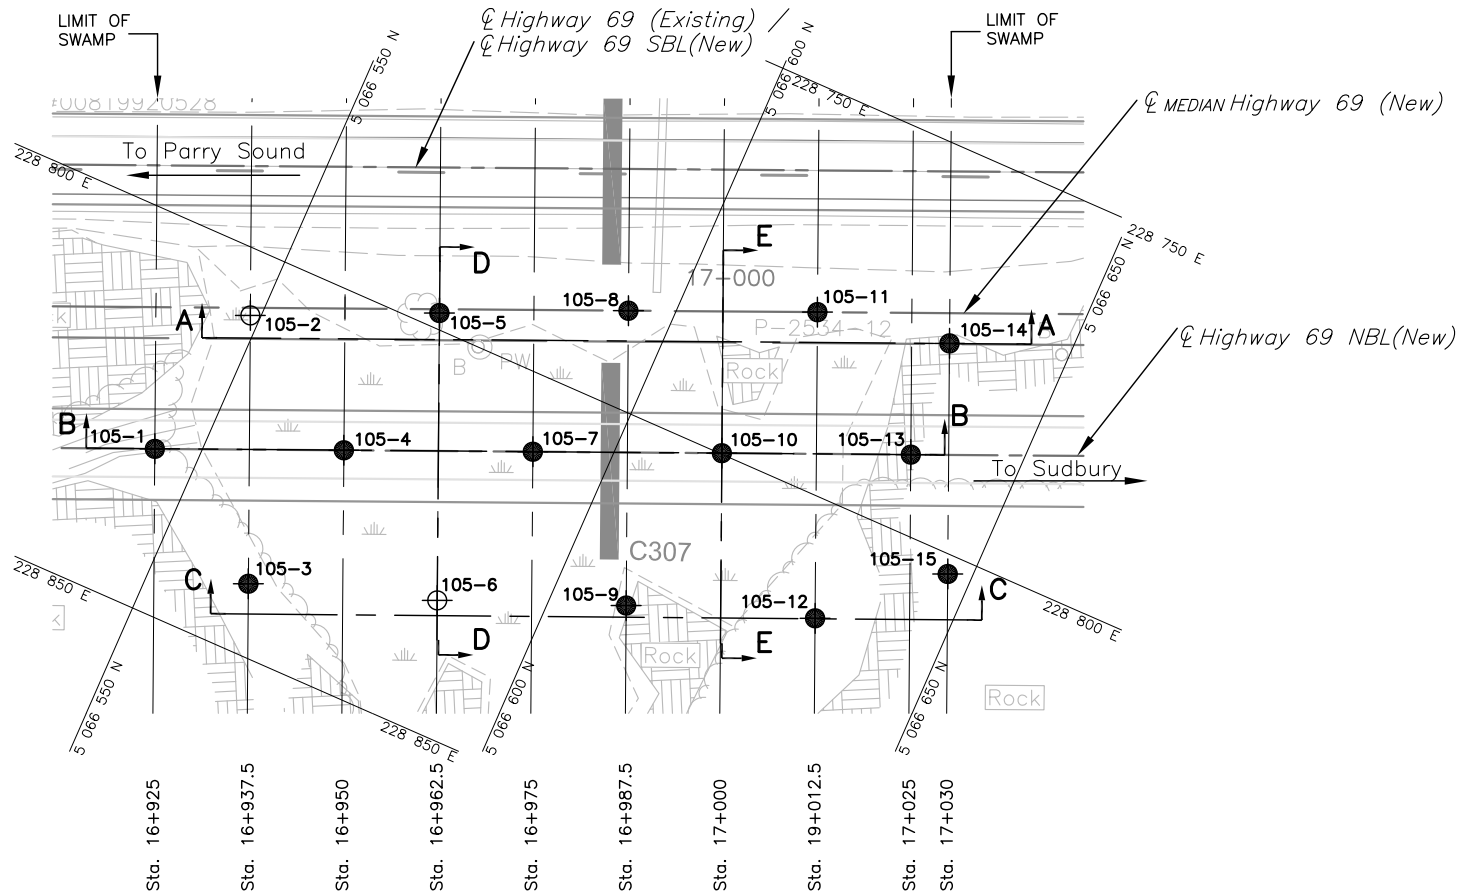 LIMIT OF
SWAMP
℄ Highway 69 (Existing) /
℄ Highway 69 SBL(New)
LIMIT OF
SWAMP
5 066 550 N
5 066 600 N
228 750 E
℄ MEDIAN Highway 69 (New)
#00819920528
To Parry Sound
228 800 E
228 750 E
5 066 650 N
D
E
17-000
A
105-2
105-5
105-8
105-11
P-2534-12
105-14
A
℄ Highway 69 NBL(New)
B
PW
Rock
B
105-1
105-4
105-7
105-10
105-13
B
To Sudbury
C307
228 850 E
C
105-3
105-6
105-9
105-12
105-15
C
228 800 E
D
E
Rock
Rock
5 066 550 N
228 850 E
5 066 600 N
5 066 650 N
Sta. 16+925
Sta. 16+937.5
Sta. 16+950
Sta. 16+962.5
Sta. 16+975
Sta. 16+987.5
Sta. 17+000
Sta. 19+012.5
Sta. 17+025
Sta. 17+030